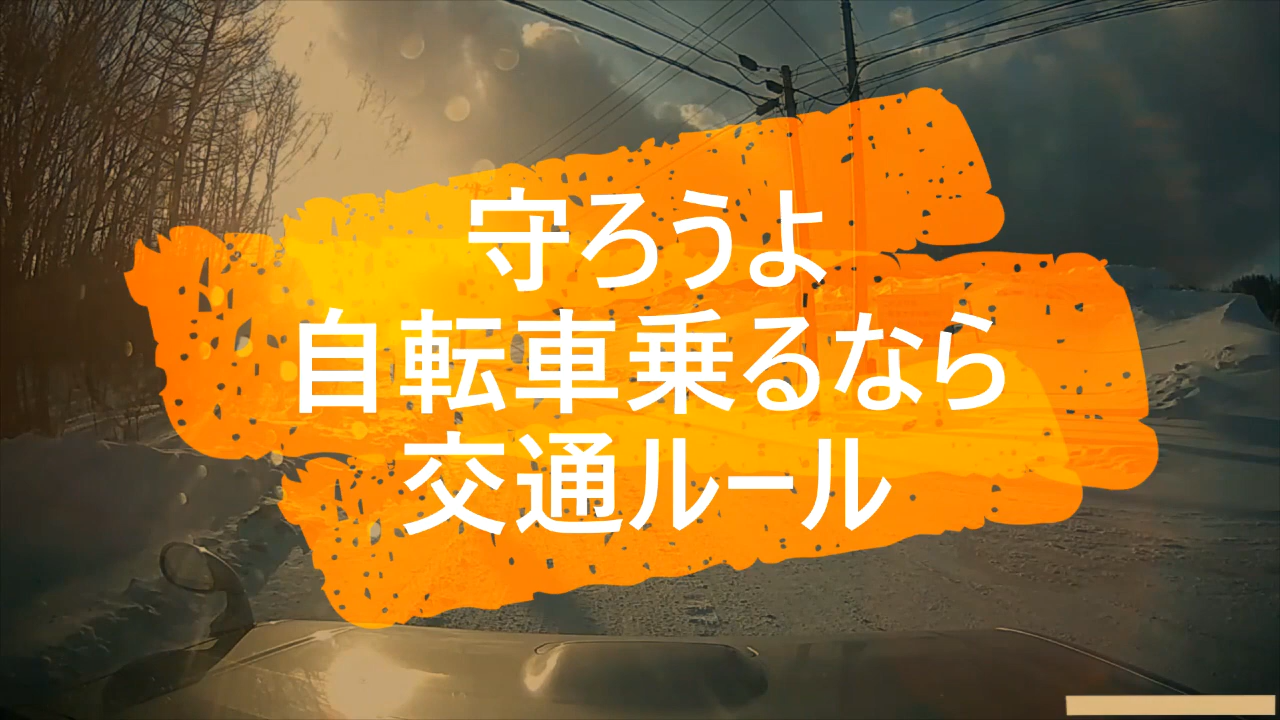 守ろうよ
自転車乗るなら
交通ルール